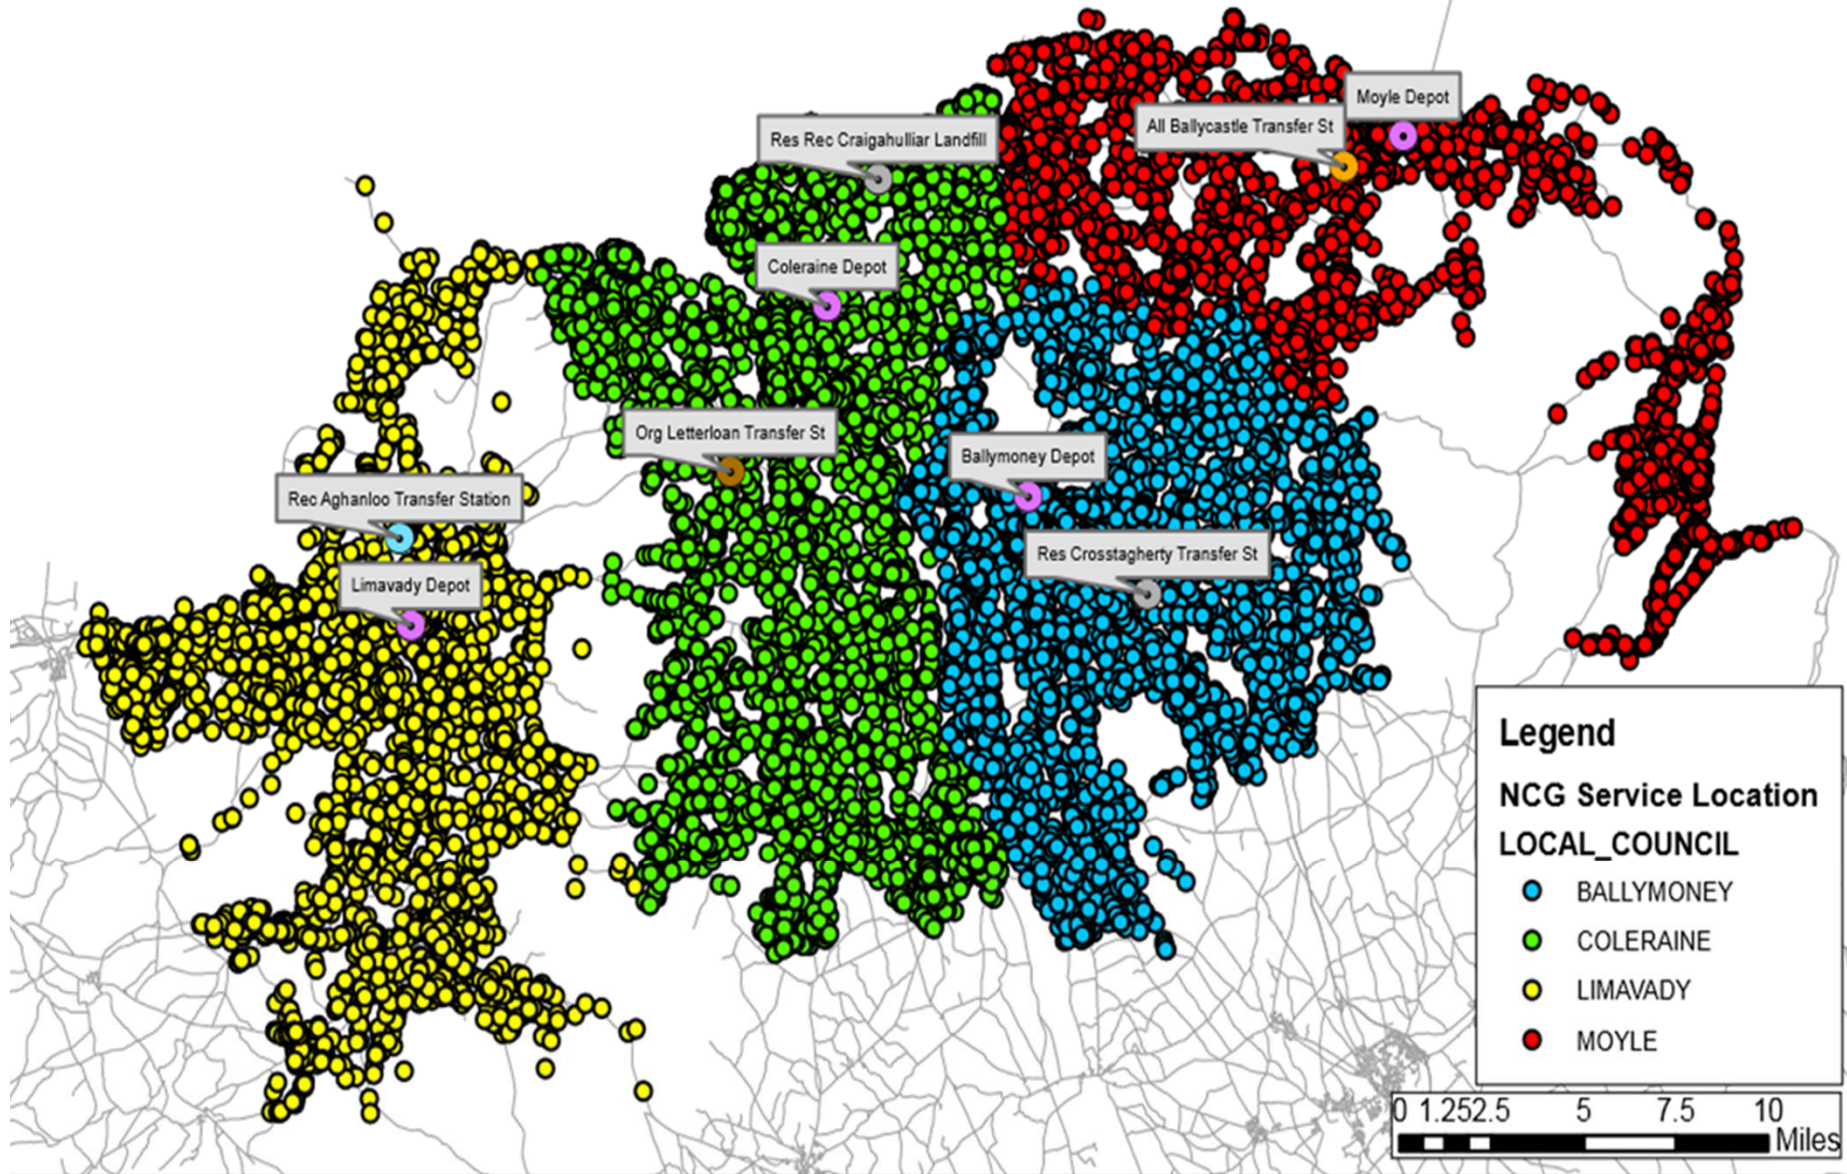 Moyle Depot
All Ballycastle Transfer St
Res Rec Craigahulliar Landfill
Coleraine Depot
Org Letterloan Transfer St
Ballymoney Depot
Rec Aghanloo Transfer Station
Res Crosstagherty Transfer St
Limavady Depot
Legend
NCG Service Location
LOCAL_COUNCIL
BALLYMONEY
COLERAINE
LIMAVADY
MOYLE
0 1.252.5 5 7.5 10
Miles